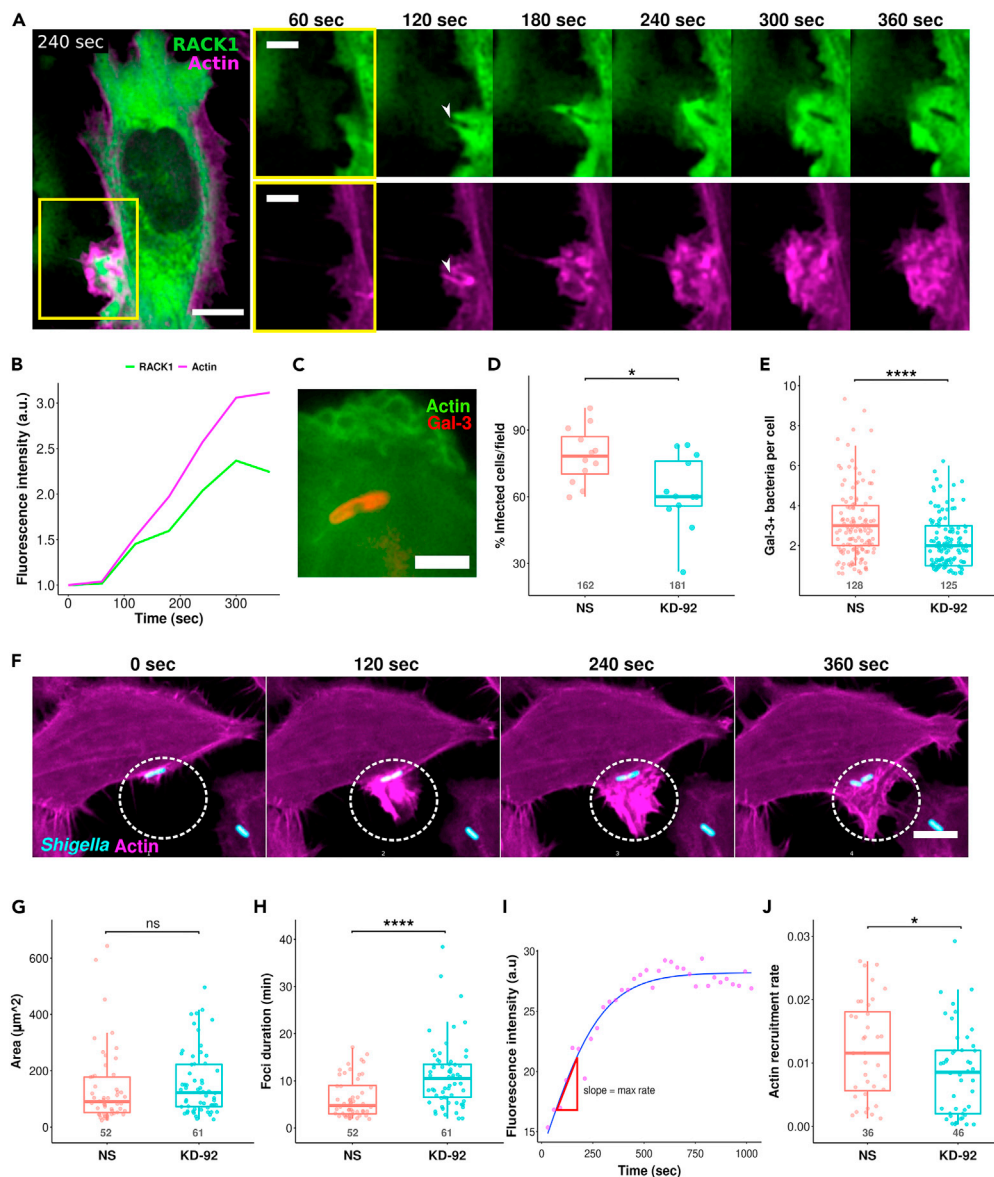 A
240 sec
RACK1
Actin
60 sec
120 sec
180 sec
240 sec
300 sec
360 sec
B
RACK1
Actin
Fluorescence intensity (a.u.)
3.0
2.5
2.0
1.5
1.0
0
100
200
300
Time (sec)
C
Actin
Gal-3
D
*
% Infected cells/field
90
60
30
162
181
NS
KD-92
E
****
Gal-3+ bacteria per cell
10
8
6
4
2
128
125
NS
KD-92
F
0 sec
120 sec
240 sec
360 sec
Shigella Actin
1
2
3
4
G
ns
Area (μm^2)
600
400
200
0
52
61
NS
KD-92
H
****
Foci duration (min)
40
30
20
10
0
52
61
NS
KD-92
I
Fluorescence intensity (a.u)
30
25
20
15
slope = max rate
0
250
500
750
1000
Time (sec)
J
*
Actin recruitment rate
0.03
0.02
0.01
0.00
36
46
NS
KD-92